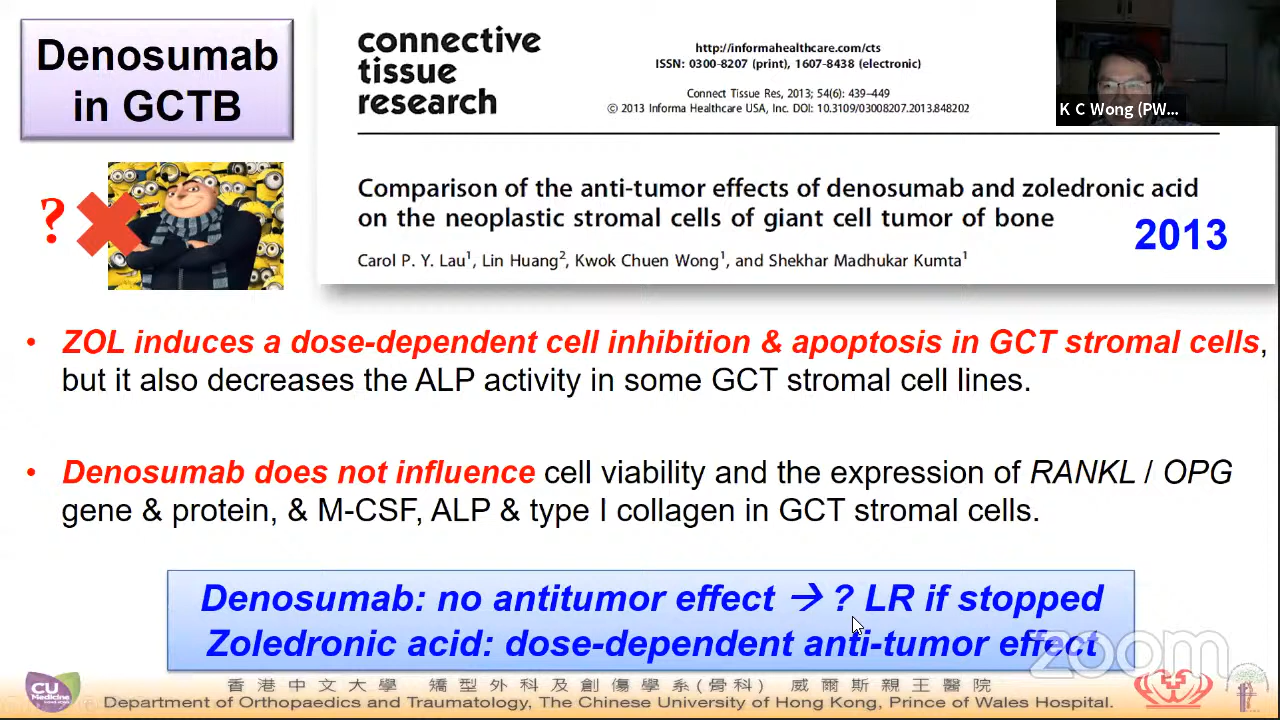 Denosumab
in GCTB
connective
tissue
research
http://informahealthcare.com/cts
ISSN: 0300-8207 (print), 1607-8438 (electronic)
Connect Tissue Res, 2013; 54(6): 439–449
© 2013 Informa Healthcare USA, Inc. DOI: 10.3109/03008207.2013.848202
K C Wong (PW...
?
Comparison of the anti-tumor effects of denosumab and zoledronic acid
on the neoplastic stromal cells of giant cell tumor of bone
2013
Carol P. Y. Lau¹, Lin Huang², Kwok Chuen Wong¹, and Shekhar Madhukar Kumta¹
• ZOL induces a dose-dependent cell inhibition & apoptosis in GCT stromal cells,
but it also decreases the ALP activity in some GCT stromal cell lines.
• Denosumab does not influence cell viability and the expression of RANKL / OPG
gene & protein, & M-CSF, ALP & type I collagen in GCT stromal cells.
Denosumab: no antitumor effect → ? LR if stopped
Zoledronic acid: dose-dependent anti-tumor effect
zoom
CU
Medicine
HONG KONG
香港中文大學 矯型外科及創傷學系(骨科) 威爾斯親王醫院
Department of Orthopaedics and Traumatology, The Chinese University of Hong Kong, Prince of Wales Hospital.